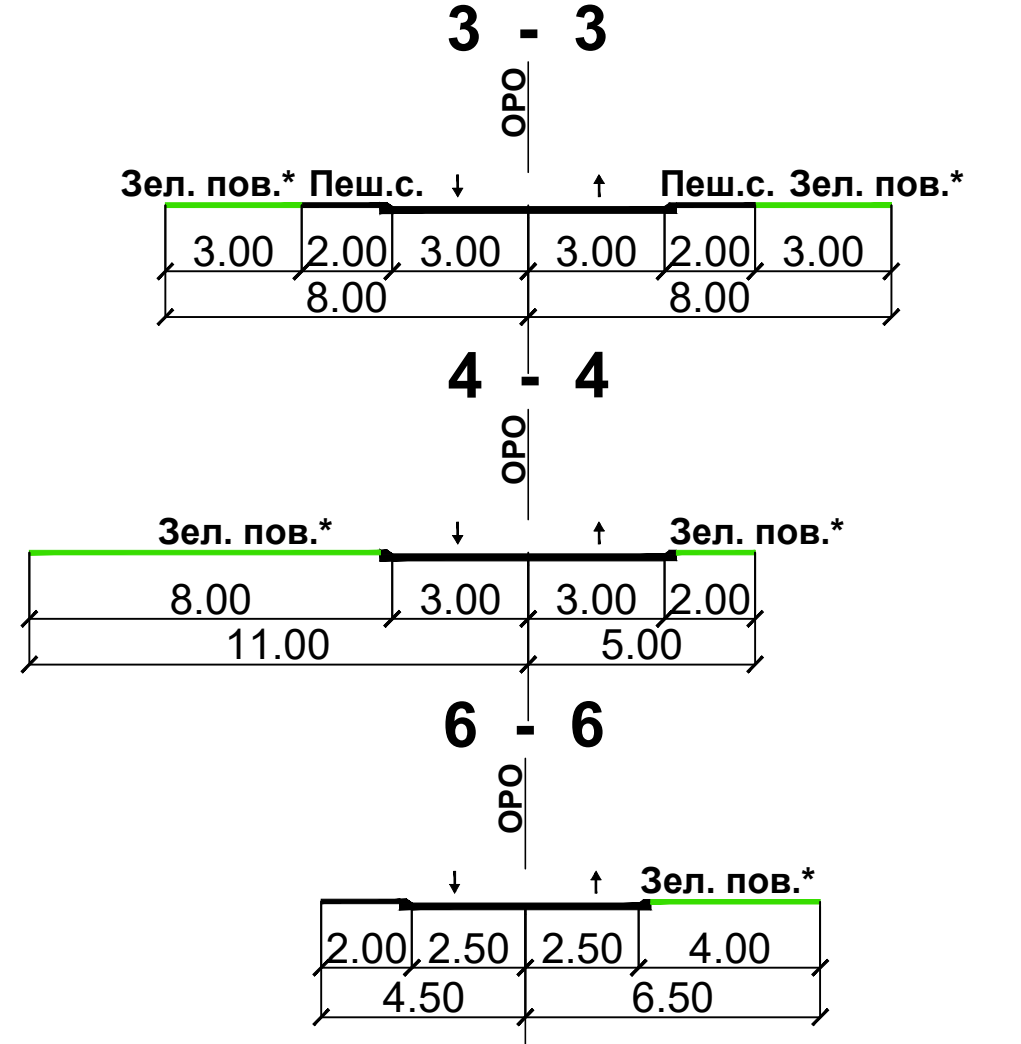 3 - 3
ОРО
Зел. пов.* Пеш.с. Пеш.с. Зел. пов.*
3.00 2.00 3.00 3.00 2.00 3.00
8.00 8.00
4 - 4
ОРО
Зел. пов.* Зел. пов.*
8.00 3.00 3.00 2.00
11.00 5.00
6 - 6
ОРО
Зел. пов.*
2.00 2.50 2.50 4.00
4.50 6.50